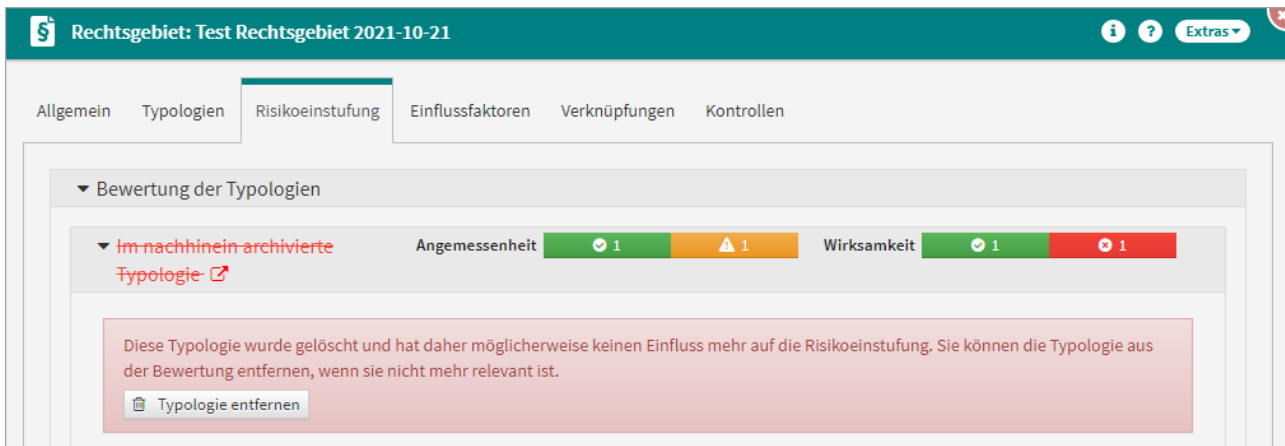 Rechtsgebiet: Test Rechtsgebiet 2021-10-21
Extras
Allgemein Typologien Risikoeinstufung Einflussfaktoren Verknüpfungen Kontrollen
Bewertung der Typologien
Im nachhinein archivierte Angemessenheit 1 1 Wirksamkeit 1 1
Typologie
Diese Typologie wurde gelöscht und hat daher möglicherweise keinen Einfluss mehr auf die Risikoeinstufung. Sie können die Typologie aus
der Bewertung entfernen, wenn sie nicht mehr relevant ist.
Typologie entfernen